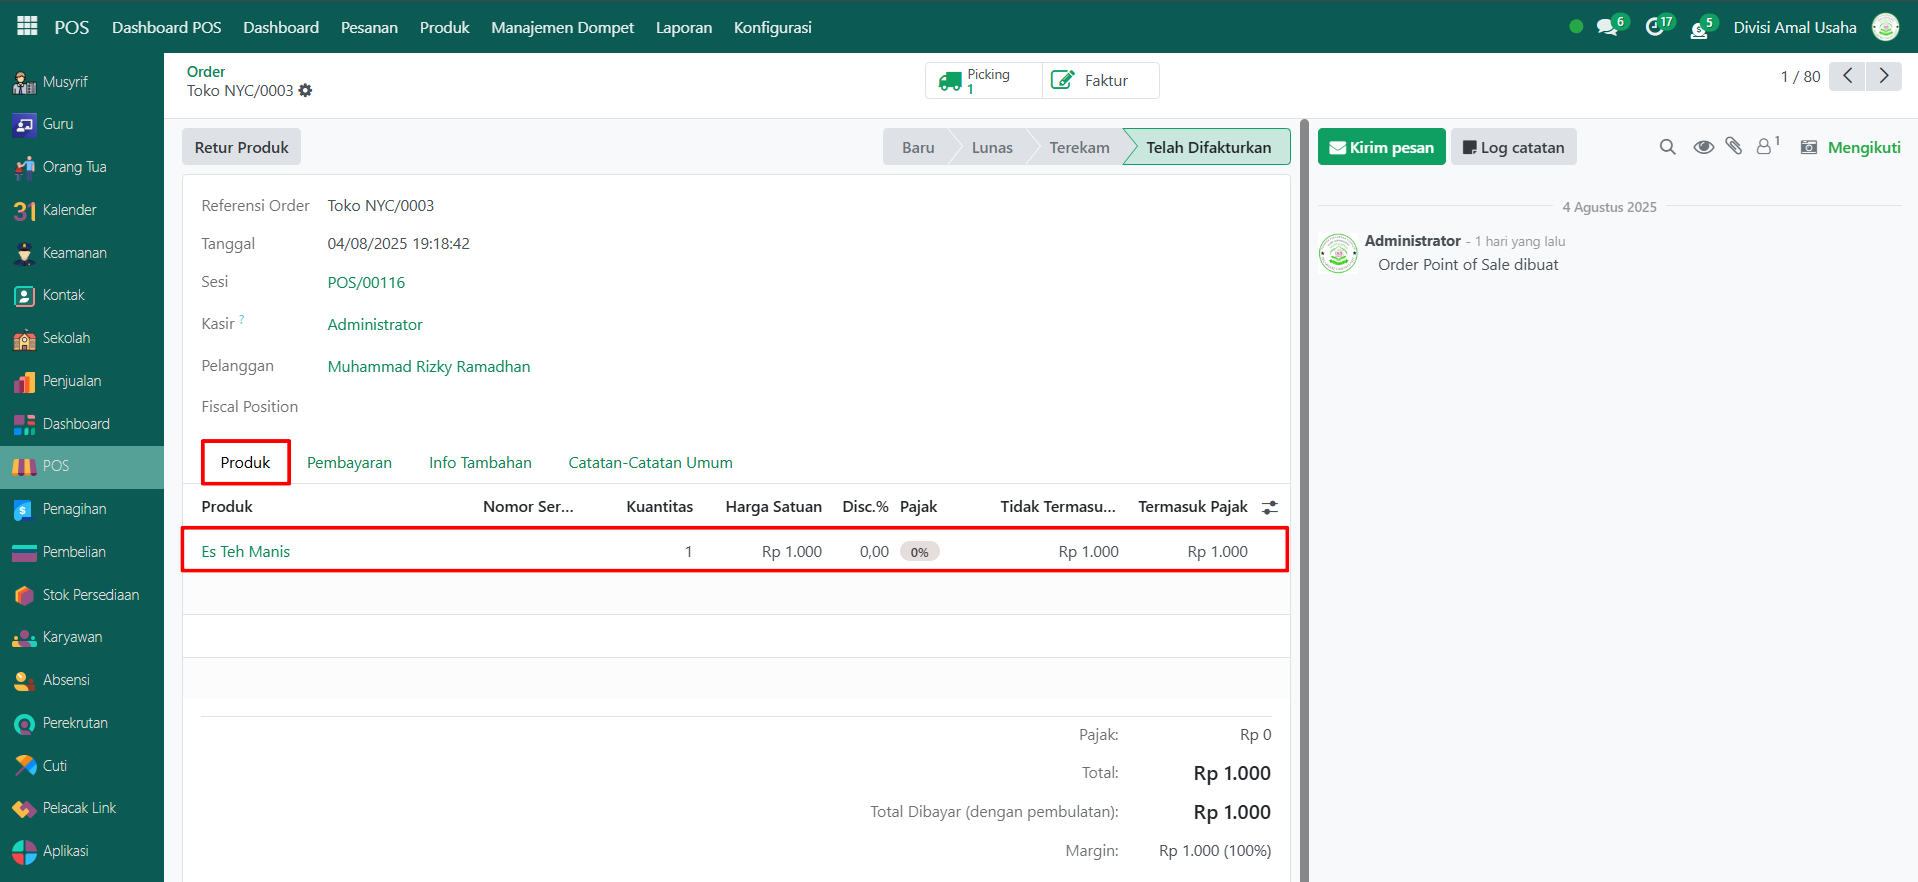 POS Dashboard POS Dashboard Pesanan Produk Manajemen Dompet Laporan Konfigurasi 6 17 5 Divisi Amal Usaha
Musyrif
Guru
Orang Tua
31 Kalender
Keamanan
Kontak
Sekolah
Penjualan
Dashboard
POS
Penagihan
Pembelian
Stok Persediaan
Karyawan
Absensi
Perekrutan
Cuti
Pelacak Link
Aplikasi
Order
Toko NYC/0003
Picking
1
Faktur
1 / 80
Retur Produk
Baru Lunas Terekam Telah Difakturkan
Referensi Order Toko NYC/0003
Tanggal 04/08/2025 19:18:42
Sesi POS/00116
Kasir ? Administrator
Pelanggan Muhammad Rizky Ramadhan
Fiscal Position
Produk Pembayaran Info Tambahan Catatan-Catatan Umum
Produk Nomor Ser... Kuantitas Harga Satuan Disc.% Pajak Tidak Termasu... Termasuk Pajak
Es Teh Manis 1 Rp 1.000 0,00 0% Rp 1.000 Rp 1.000
Pajak: Rp 0
Total: Rp 1.000
Total Dibayar (dengan pembulatan): Rp 1.000
Margin: Rp 1.000 (100%)
Kirim pesan Log catatan 1 Mengikuti
4 Agustus 2025
Administrator - 1 hari yang lalu
Order Point of Sale dibuat